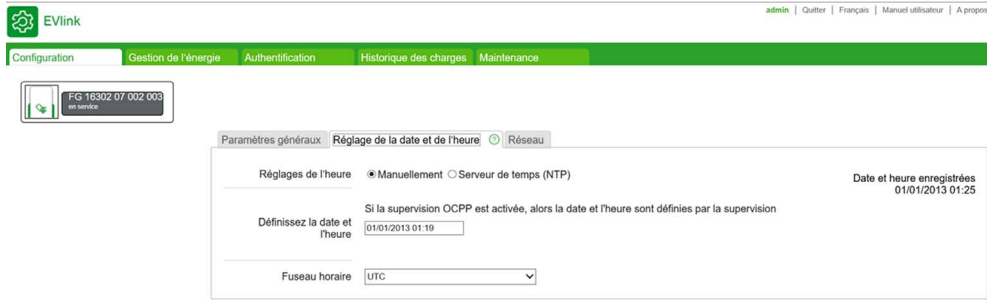 admin | Quitter | Français | Manuel utilisateur | A propos
EVlink
Configuration Gestion de l'énergie Authentification Historique des charges Maintenance
FG 16302 07 002 003
en service
Paramètres généraux Réglage de la date et de l'heure ? Réseau
Réglages de l'heure Manuellement Serveur de temps (NTP)
Date et heure enregistrées
01/01/2013 01:25
Si la supervision OCPP est activée, alors la date et l'heure sont définies par la supervision
Définissez la date et
l'heure
01/01/2013 01:19
Fuseau horaire UTC